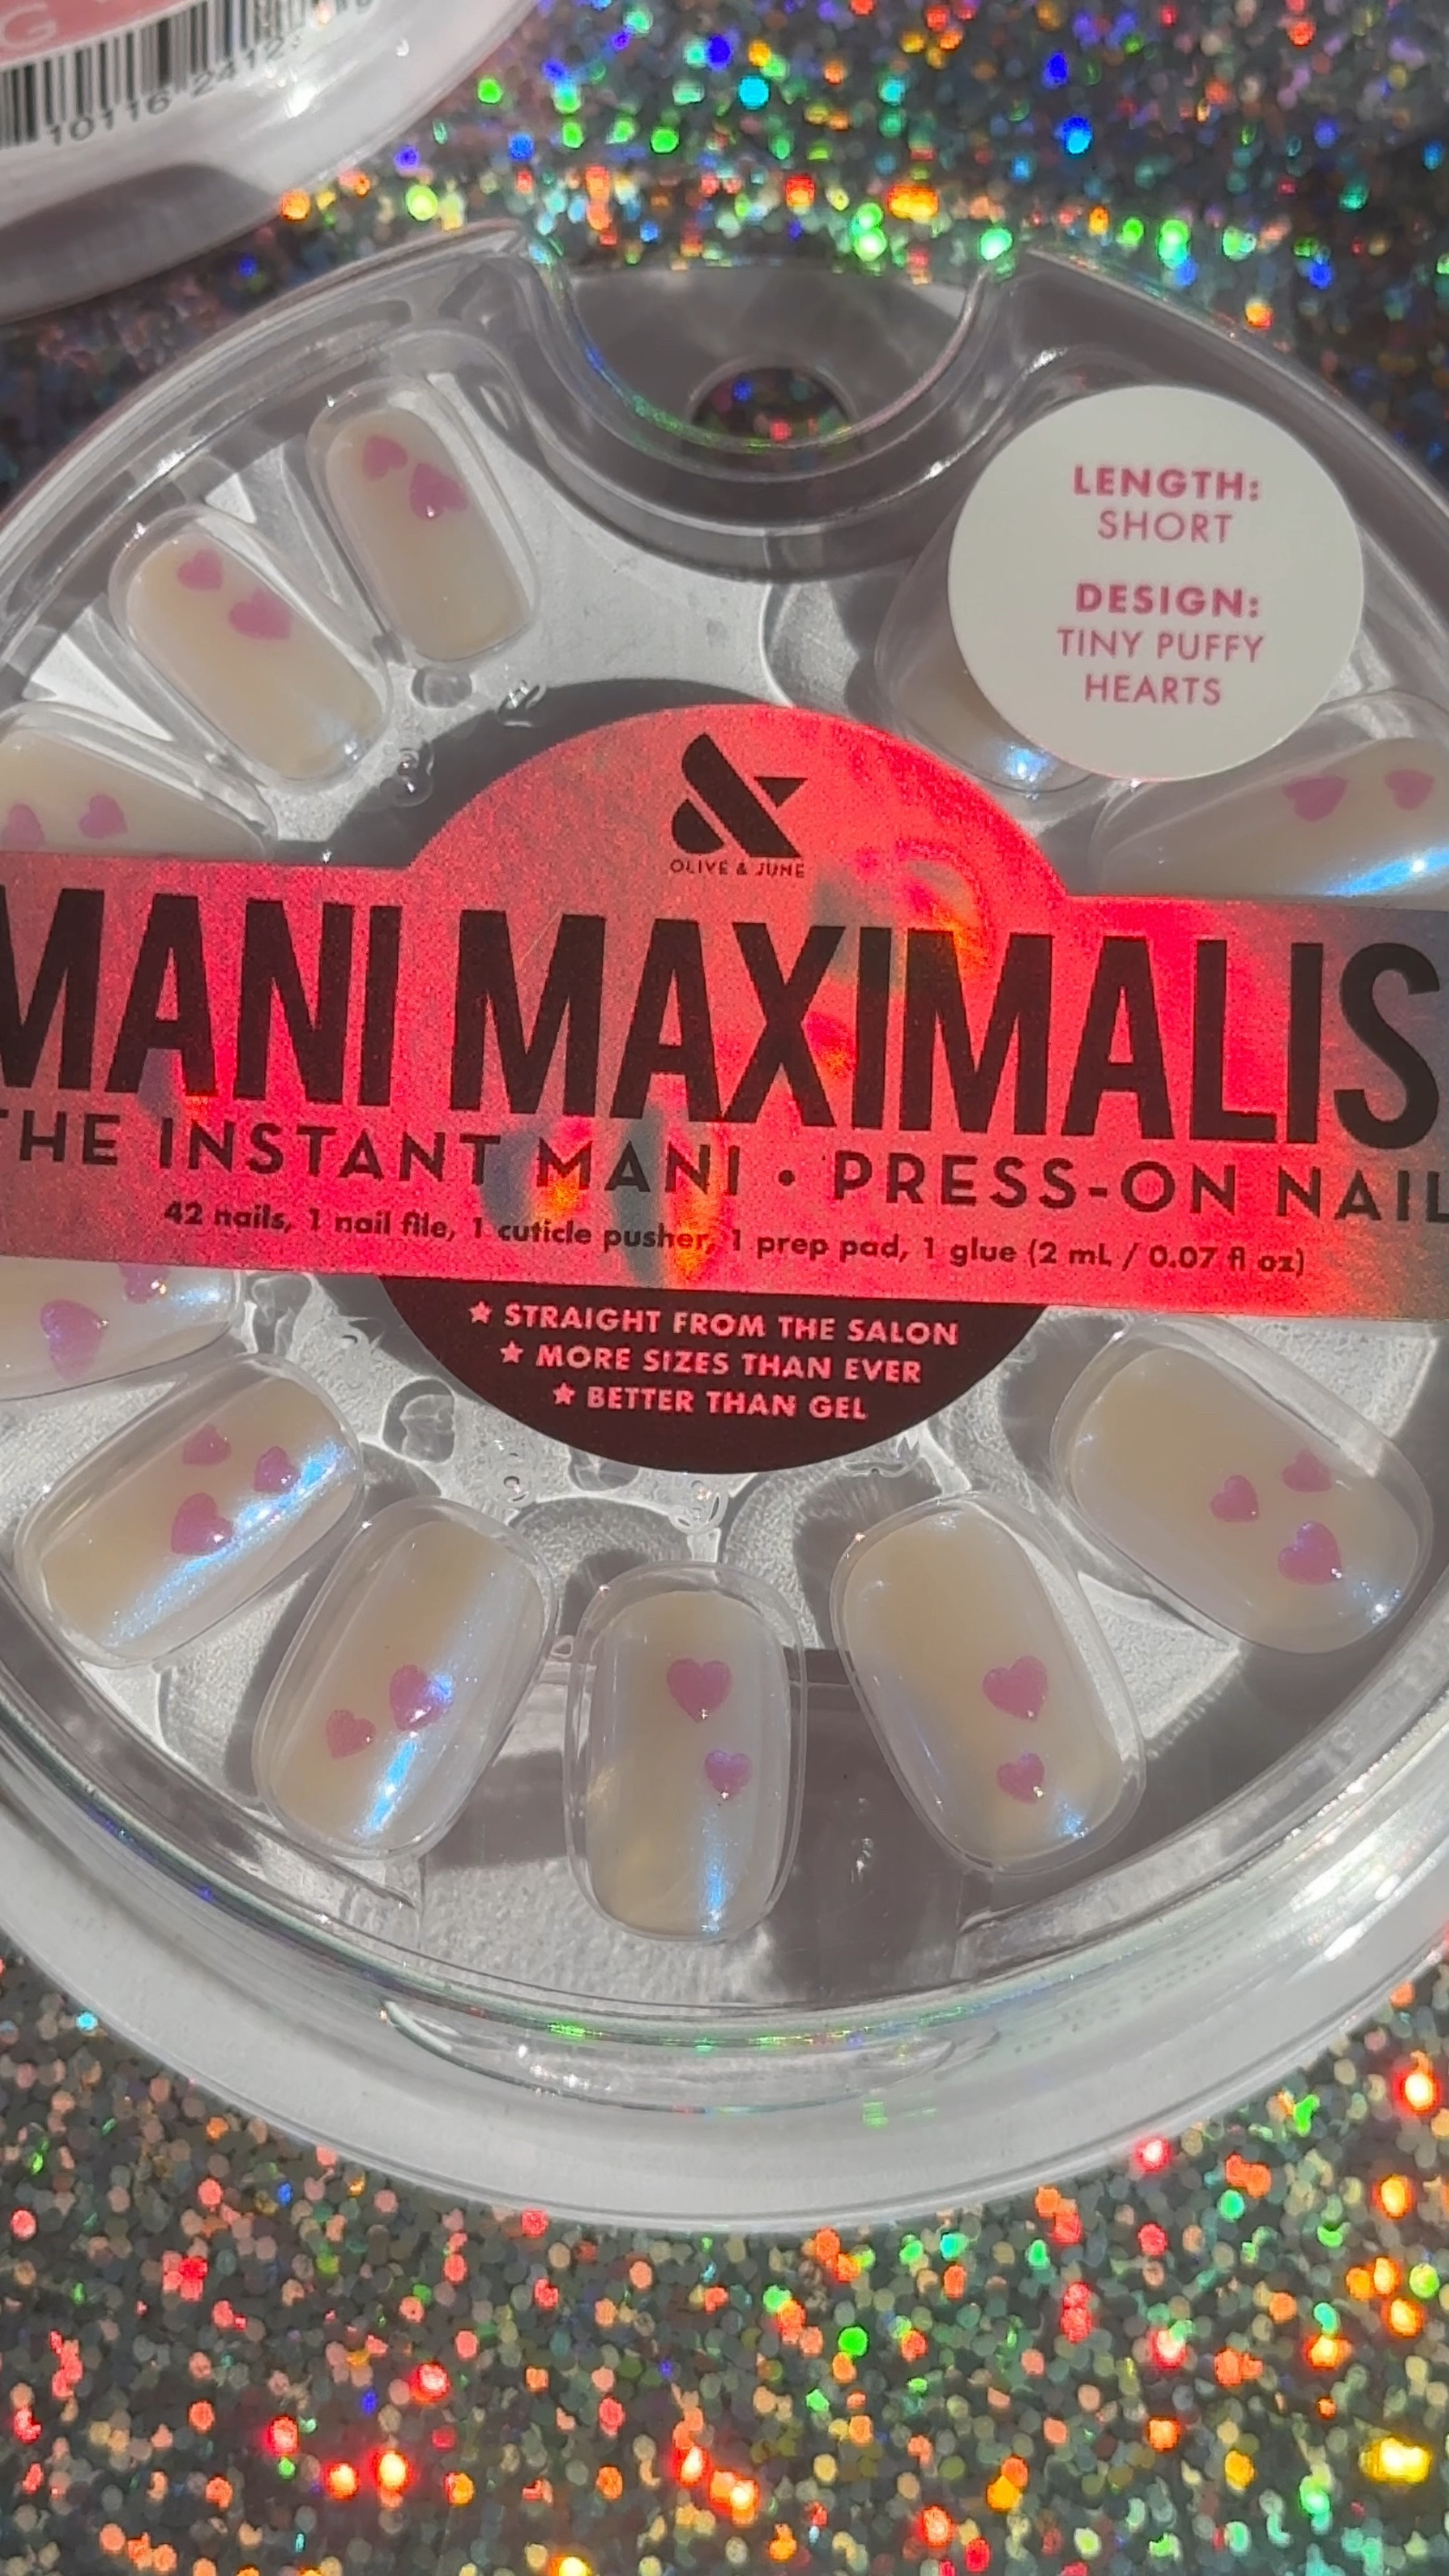 G
10116 2412
LENGTH:
SHORT
DESIGN:
TINY PUFFY
HEARTS
&
OLIVE & JUNE
MANI MAXIMALIS
THE INSTANT MANI • PRESS-ON NAIL
42 nails, 1 nail file, 1 cuticle pusher, 1 prep pad, 1 glue (2 mL / 0.07 fl oz)
★ STRAIGHT FROM THE SALON
★ MORE SIZES THAN EVER
★ BETTER THAN GEL